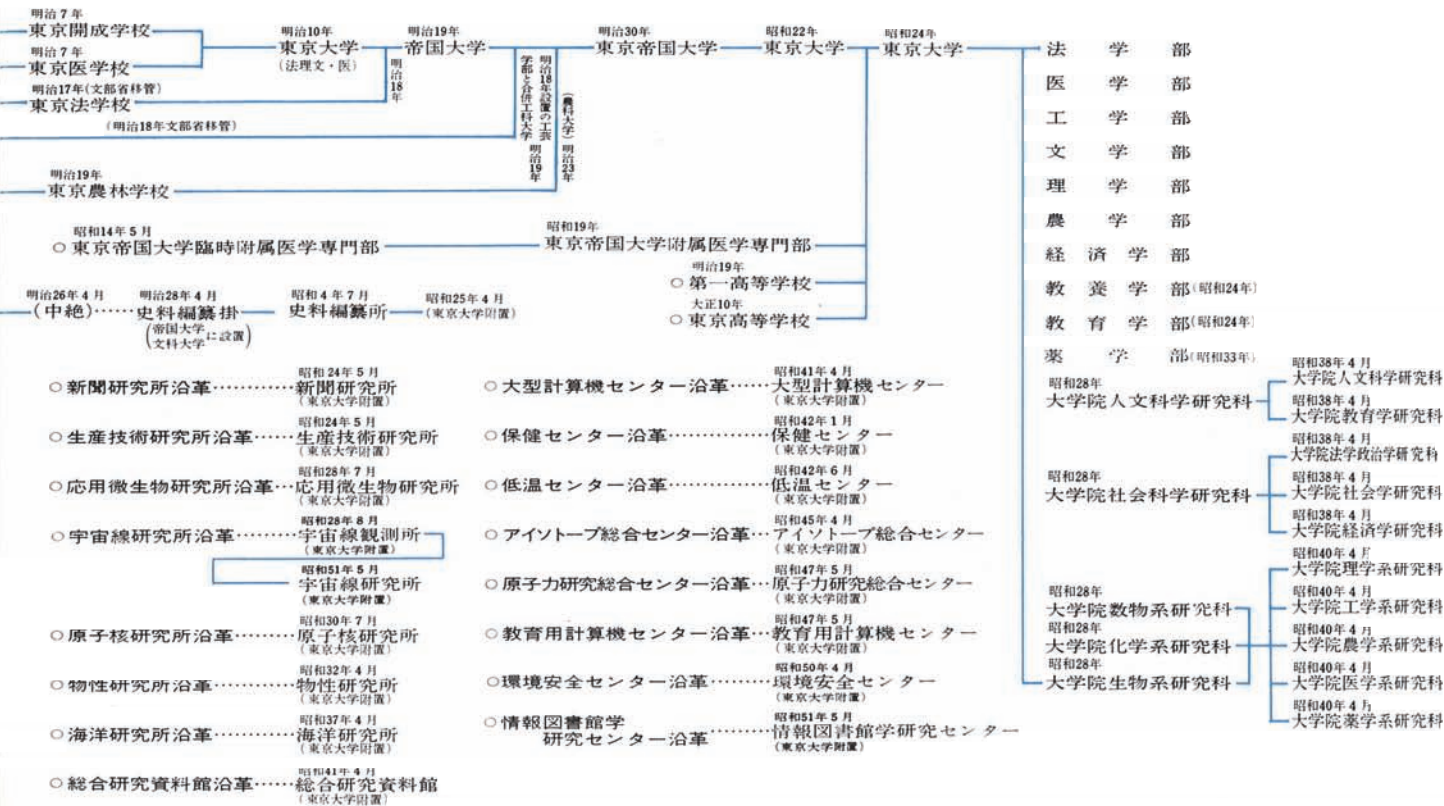 明治7年
東京開成学校
明治7年
東京医学校
明治17年(文部省移管)
東京法学校
(明治18年文部省移管)
明治19年
東京農林学校
明治10年
東京大学
(法理文・医)
明治18年
明治19年
帝国大学
明治18年設置の工芸
学部と合併工科大学
明治19年
(農科大学)明治23年
明治30年
東京帝国大学
昭和22年
東京大学
昭和24年
東京大学
昭和14年5月
○東京帝国大学臨時附属医学専門部
昭和19年
東京帝国大学附属医学専門部
明治19年
○第一高等学校
大正10年
○東京高等学校
明治26年4月
(中絶)……
明治28年4月
史料編纂掛
(帝国大学文科大学に設置)
昭和4年7月
史料編纂所
昭和25年4月
(東京大学附置)
法学部
医学部
工学部
文学部
理学部
農学部
経済学部
教養学部(昭和24年)
教育学部(昭和24年)
薬学部(昭和33年)
昭和24年5月
○新聞研究所沿革…………新聞研究所
(東京大学附置)
昭和24年5月
○生産技術研究所沿革……生産技術研究所
(東京大学附置)
昭和28年7月
○応用微生物研究所沿革…応用微生物研究所
(東京大学附置)
昭和28年8月
○宇宙線研究所沿革………宇宙線観測所
(東京大学附置)
昭和51年5月
宇宙線研究所
(東京大学附置)
昭和30年7月
○原子核研究所沿革………原子核研究所
(東京大学附置)
昭和32年4月
○物性研究所沿革…………物性研究所
(東京大学附置)
昭和37年4月
○海洋研究所沿革…………海洋研究所
(東京大学附置)
昭和41年4月
○総合研究資料館沿革……総合研究資料館
(東京大学附置)
昭和41年4月
○大型計算機センター沿革……大型計算機センター
(東京大学附置)
昭和42年1月
○保健センター沿革……………保健センター
(東京大学附置)
昭和42年6月
○低温センター沿革……………低温センター
(東京大学附置)
昭和45年4月
○アイソトープ総合センター沿革…アイソトープ総合センター
(東京大学附置)
昭和47年5月
○原子力研究総合センター沿革…原子力研究総合センター
(東京大学附置)
昭和47年5月
○教育用計算機センター沿革…教育用計算機センター
(東京大学附置)
昭和50年4月
○環境安全センター沿革………環境安全センター
(東京大学附置)
昭和51年5月
○情報図書館学
研究センター沿革………情報図書館学研究センター
(東京大学附置)
昭和28年
大学院人文科学研究科
昭和38年4月
大学院人文科学研究科
昭和38年4月
大学院教育学研究科
昭和28年
大学院社会科学研究科
昭和38年4月
大学院法学政治学研究科
昭和38年4月
大学院社会学研究科
昭和38年4月
大学院経済学研究科
昭和28年
大学院数物系研究科
昭和28年
大学院化学系研究科
昭和28年
大学院生物系研究科
昭和40年4月
大学院理学系研究科
昭和40年4月
大学院工学系研究科
昭和40年4月
大学院農学系研究科
昭和40年4月
大学院医学系研究科
昭和40年4月
大学院薬学系研究科